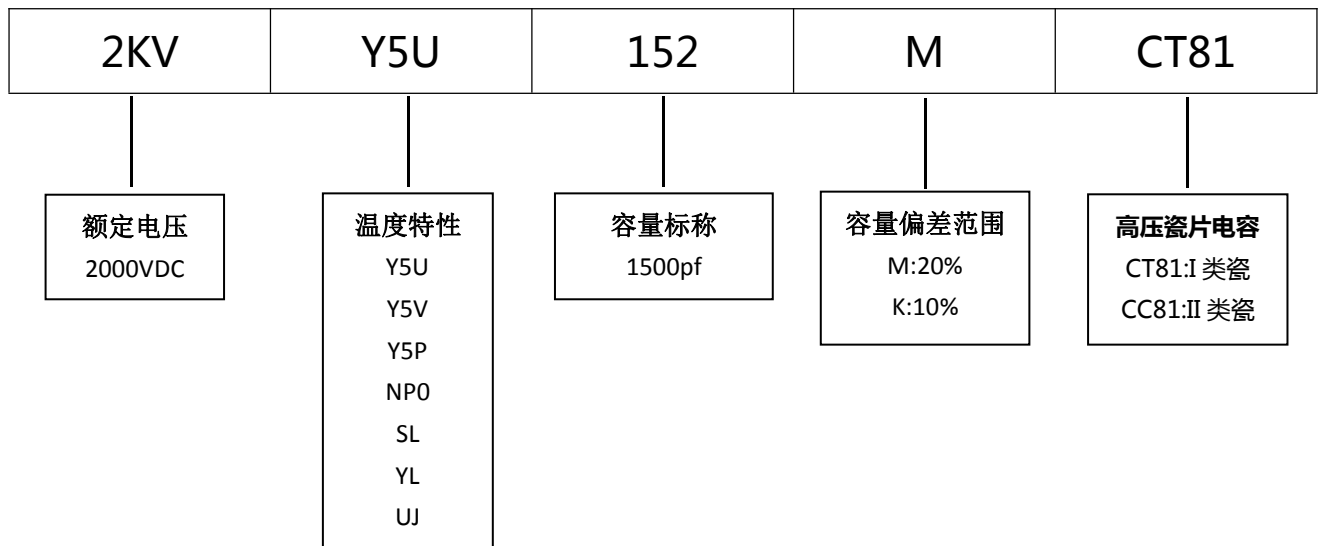 2KV
Y5U
152
M
CT81
额定电压
2000VDC
温度特性
Y5U
Y5V
Y5P
NP0
SL
YL
UJ
容量标称
1500pf
容量偏差范围
M:20%
K:10%
高压瓷片电容
CT81:I 类瓷
CC81:II 类瓷